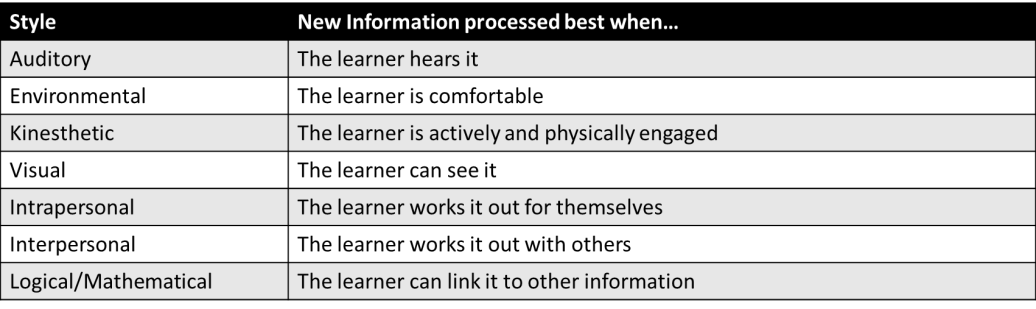 Style New Information processed best when…
Auditory The learner hears it
Environmental The learner is comfortable
Kinesthetic The learner is actively and physically engaged
Visual The learner can see it
Intrapersonal The learner works it out for themselves
Interpersonal The learner works it out with others
Logical/Mathematical The learner can link it to other information